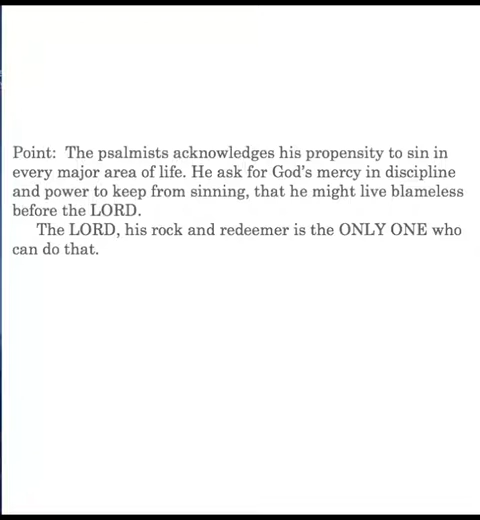 Point:  The psalmists acknowledges his propensity to sin in
every major area of life. He ask for God's mercy in discipline
and power to keep from sinning, that he might live blameless
before the LORD.
The LORD, his rock and redeemer is the ONLY ONE who
can do that.